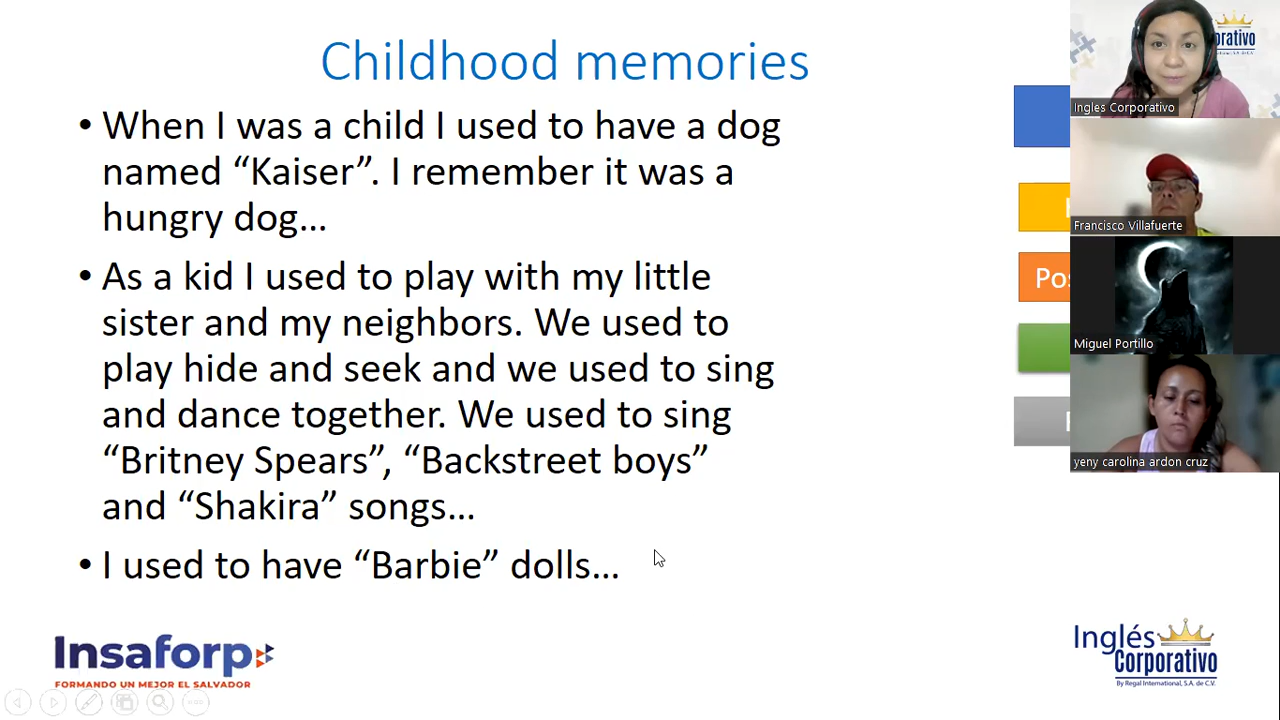 Childhood memories
• When I was a child I used to have a dog
named “Kaiser”. I remember it was a
hungry dog…
• As a kid I used to play with my little
sister and my neighbors. We used to
play hide and seek and we used to sing
and dance together. We used to sing
“Britney Spears”, “Backstreet boys”
and “Shakira” songs…
• I used to have “Barbie” dolls…
Insaforp
FORMANDO UN MEJOR EL SALVADOR
Pos
Ingles Corporativo
Francisco Villafuerte
Miguel Portillo
yeny carolina ardon cruz
Inglés
Corporativo
By Regal International, S.A. de C.V.